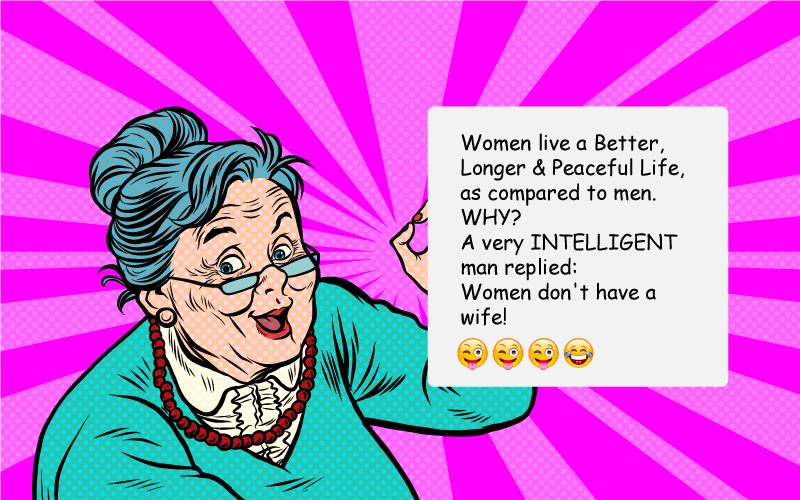 Women live a Better,
Longer & Peaceful Life,
as compared to men.
WHY?
A very INTELLIGENT
man replied:
Women don't have a
wife!
😜😜😜😂